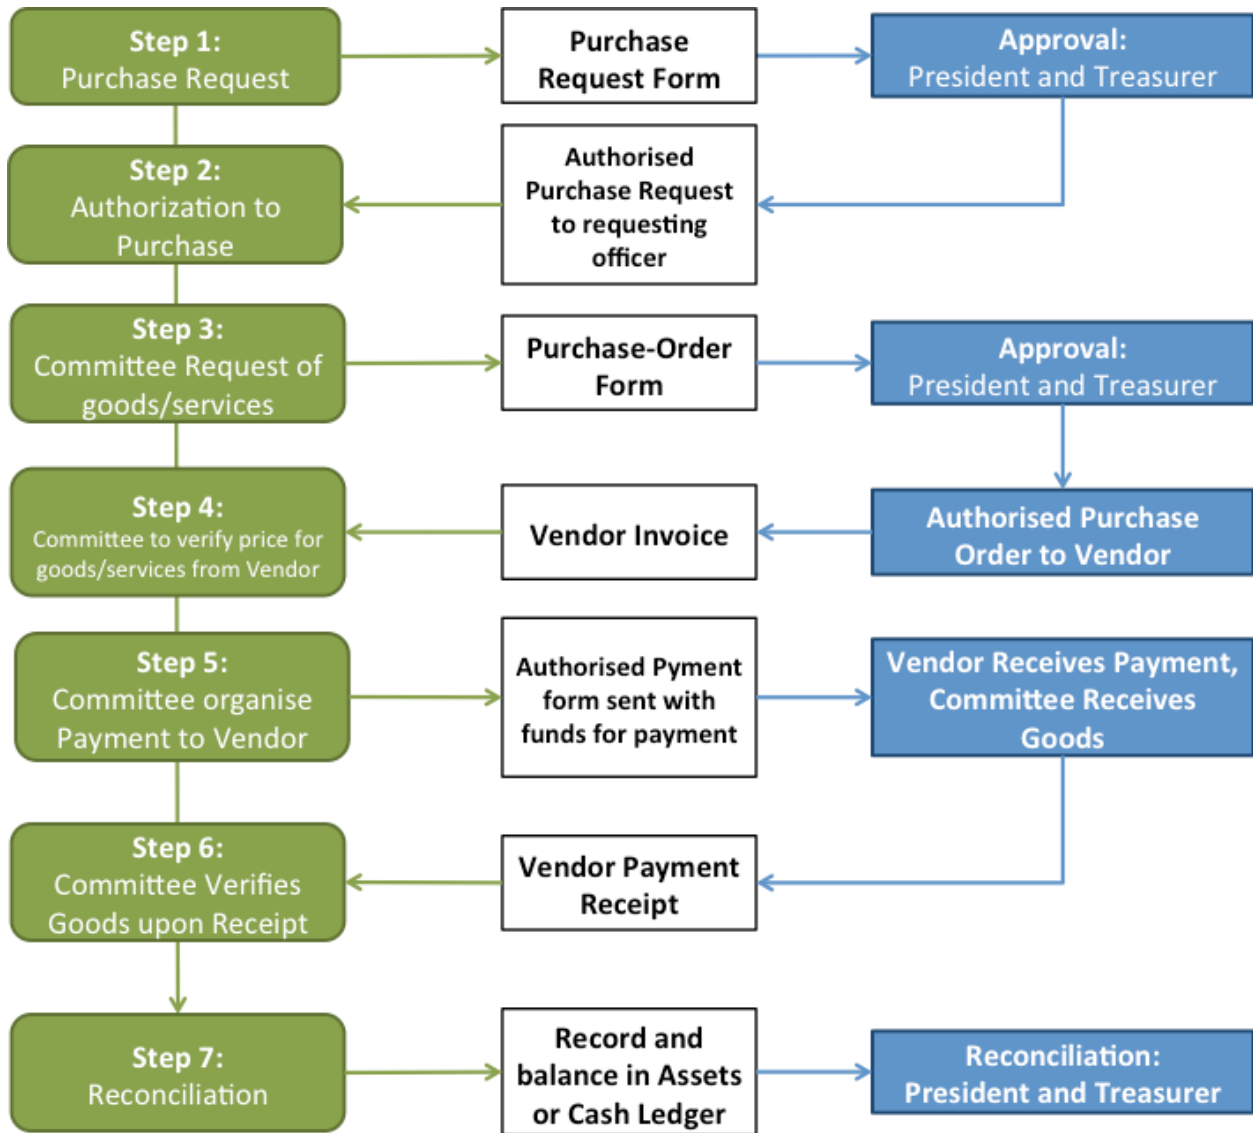 Step 1:
Purchase Request
Purchase
Request Form
Approval:
President and Treasurer
Step 2:
Authorization to
Purchase
Authorised
Purchase Request
to requesting
officer
Step 3:
Committee Request of
goods/services
Purchase-Order
Form
Approval:
President and Treasurer
Step 4:
Committee to verify price for
goods/services from Vendor
Vendor Invoice
Authorised Purchase
Order to Vendor
Step 5:
Committee organise
Payment to Vendor
Authorised Pyment
form sent with
funds for payment
Vendor Receives Payment,
Committee Receives
Goods
Step 6:
Committee Verifies
Goods upon Receipt
Vendor Payment
Receipt
Step 7:
Reconciliation
Record and
balance in Assets
or Cash Ledger
Reconciliation:
President and Treasurer